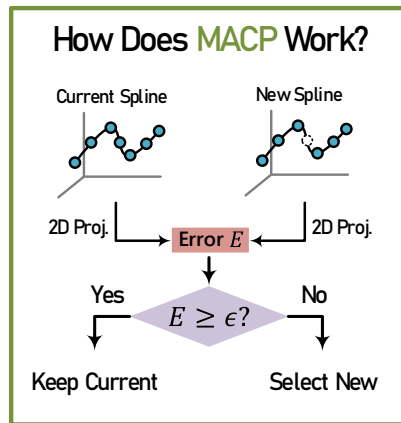 How Does MACP Work?
Current Spline
New Spline
2D Proj.
Error E
2D Proj.
Yes
E ≥ ϵ?
No
Keep Current
Select New